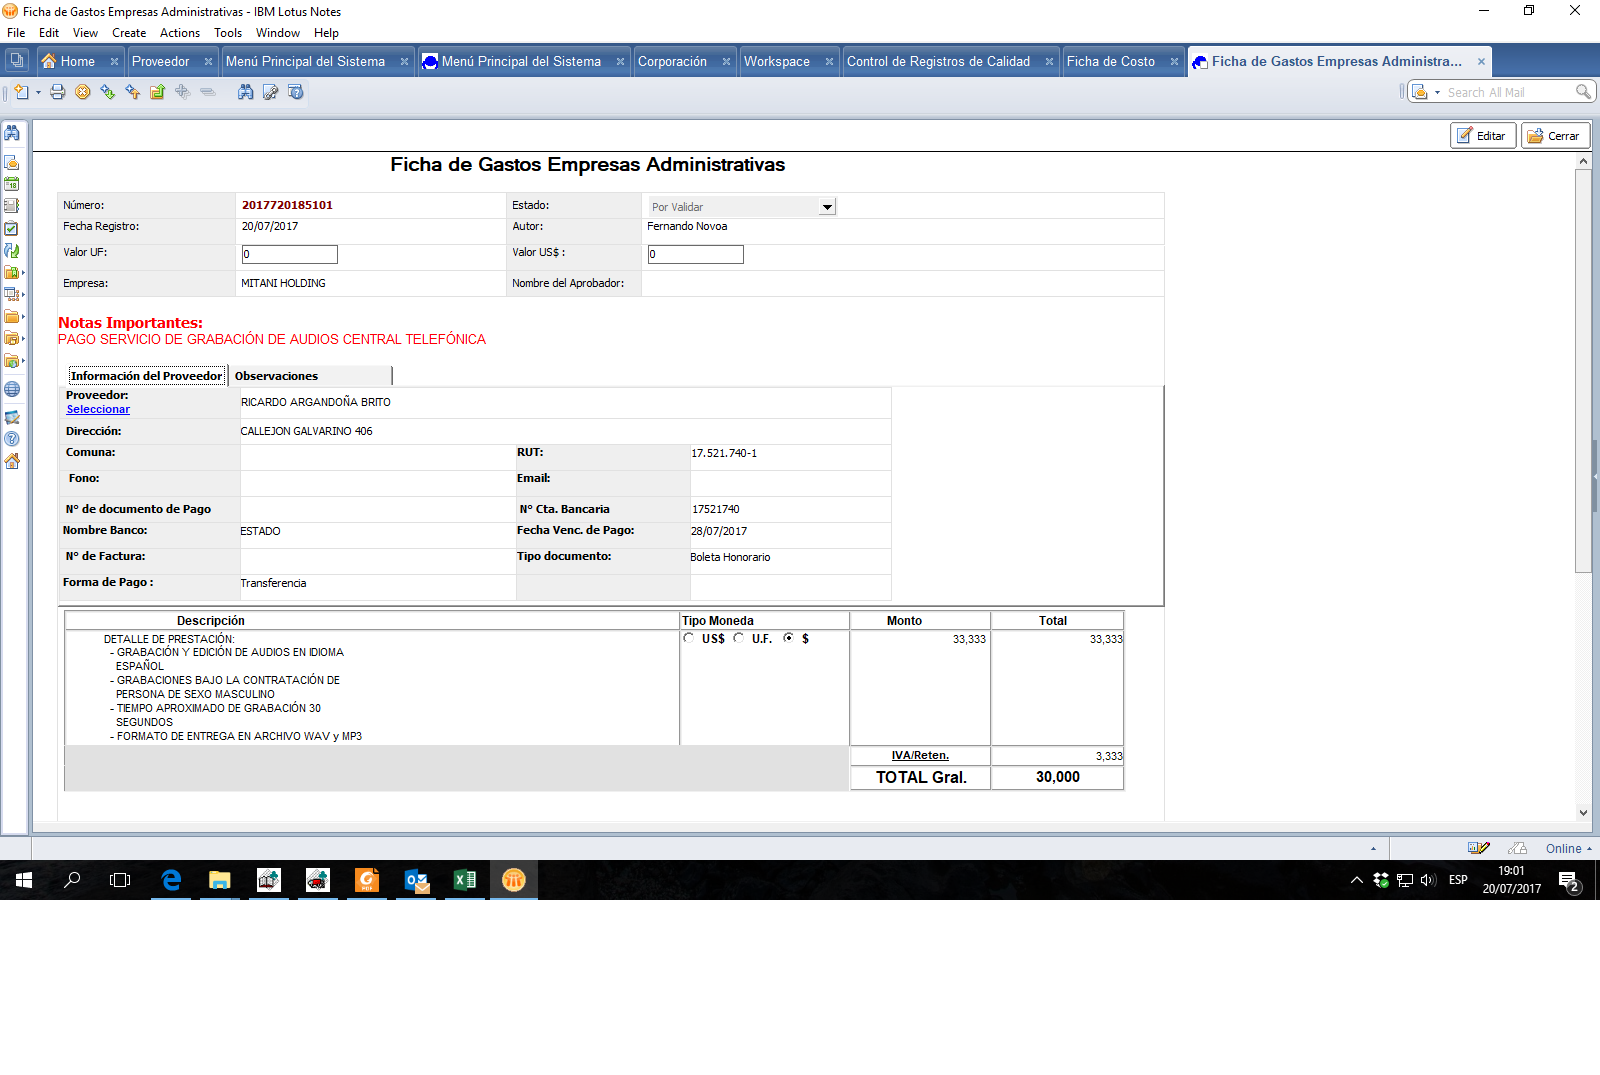 Ficha de Gastos Empresas Administrativas - IBM Lotus Notes
File Edit View Create Actions Tools Window Help
Home Proveedor Menú Principal del Sistema Menú Principal del Sistema Corporación Workspace Control de Registros de Calidad Ficha de Costo Ficha de Gastos Empresas Administra...
Search All Mail
Editar Cerrar
Ficha de Gastos Empresas Administrativas
Número: 2017720185101 Estado: Por Validar
Fecha Registro: 20/07/2017 Autor: Fernando Novoa
Valor UF: 0 Valor US$ : 0
Empresa: MITANI HOLDING Nombre del Aprobador:
Notas Importantes:
PAGO SERVICIO DE GRABACIÓN DE AUDIOS CENTRAL TELEFÓNICA
Información del Proveedor Observaciones
Proveedor: RICARDO ARGANDOÑA BRITO
Seleccionar
Dirección: CALLEJON GALVARINO 406
Comuna: RUT: 17.521.740-1
Fono: Email:
Nº de documento de Pago Nº Cta. Bancaria 17521740
Nombre Banco: ESTADO Fecha Venc. de Pago: 28/07/2017
Nº de Factura: Tipo documento: Boleta Honorario
Forma de Pago : Transferencia
Descripción Tipo Moneda Monto Total
DETALLE DE PRESTACIÓN: US$ U.F. $ 33,333 33,333
- GRABACIÓN Y EDICIÓN DE AUDIOS EN IDIOMA
ESPAÑOL
- GRABACIONES BAJO LA CONTRATACIÓN DE
PERSONA DE SEXO MASCULINO
- TIEMPO APROXIMADO DE GRABACIÓN 30
SEGUNDOS
- FORMATO DE ENTREGA EN ARCHIVO WAV y MP3
IVA/Reten. 3,333
TOTAL Gral. 30,000
Online
ESP 19:01
20/07/2017 2